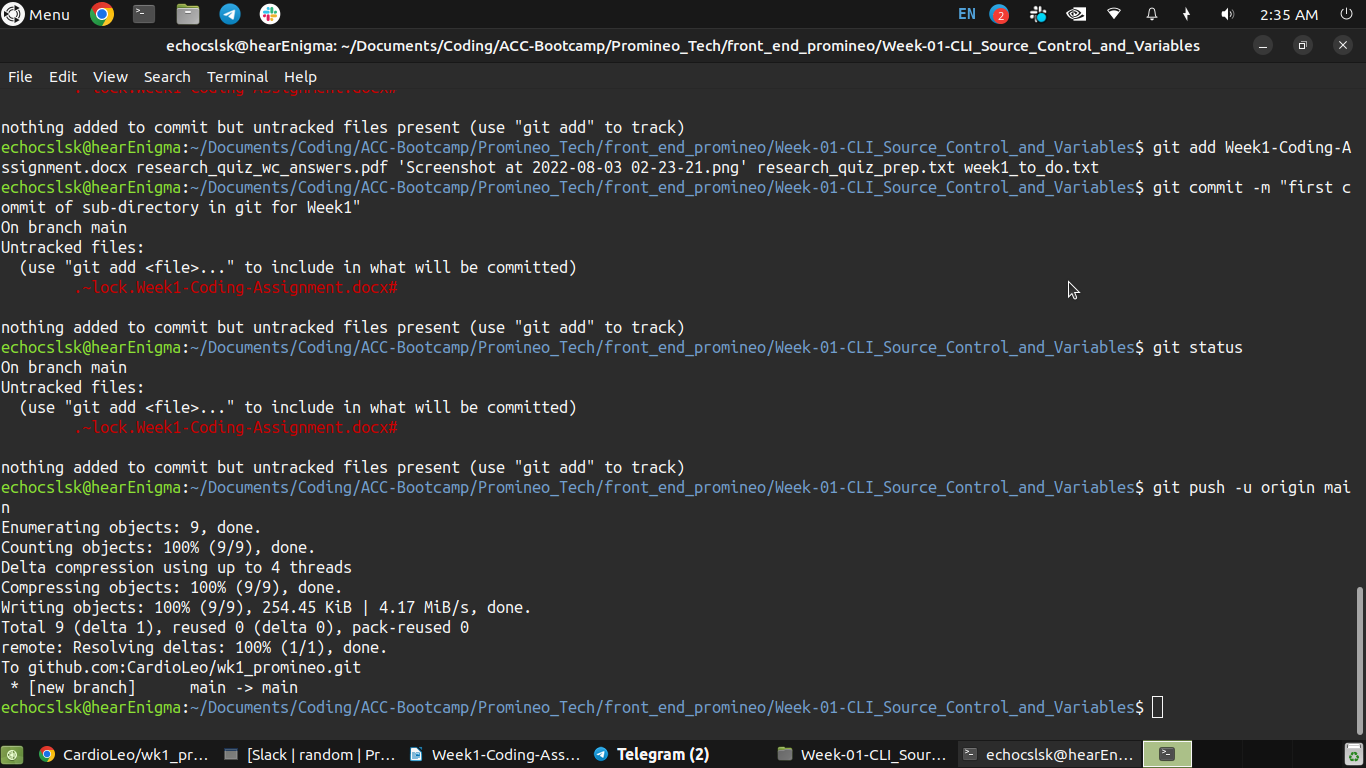 Menu
EN 2 2:35 AM
echocslsk@hearEnigma: ~/Documents/Coding/ACC-Bootcamp/Promineo_Tech/front_end_promineo/Week-01-CLI_Source_Control_and_Variables
File Edit View Search Terminal Help
.~lock.Week1-Coding-Assignment.docx#
nothing added to commit but untracked files present (use "git add" to track)
echocslsk@hearEnigma:~/Documents/Coding/ACC-Bootcamp/Promineo_Tech/front_end_promineo/Week-01-CLI_Source_Control_and_Variables$ git add Week1-Coding-A
ssignment.docx research_quiz_wc_answers.pdf 'Screenshot at 2022-08-03 02-23-21.png' research_quiz_prep.txt week1_to_do.txt
echocslsk@hearEnigma:~/Documents/Coding/ACC-Bootcamp/Promineo_Tech/front_end_promineo/Week-01-CLI_Source_Control_and_Variables$ git commit -m "first c
ommit of sub-directory in git for Week1"
On branch main
Untracked files:
  (use "git add <file>..." to include in what will be committed)
        .~lock.Week1-Coding-Assignment.docx#
nothing added to commit but untracked files present (use "git add" to track)
echocslsk@hearEnigma:~/Documents/Coding/ACC-Bootcamp/Promineo_Tech/front_end_promineo/Week-01-CLI_Source_Control_and_Variables$ git status
On branch main
Untracked files:
  (use "git add <file>..." to include in what will be committed)
        .~lock.Week1-Coding-Assignment.docx#
nothing added to commit but untracked files present (use "git add" to track)
echocslsk@hearEnigma:~/Documents/Coding/ACC-Bootcamp/Promineo_Tech/front_end_promineo/Week-01-CLI_Source_Control_and_Variables$ git push -u origin mai
n
Enumerating objects: 9, done.
Counting objects: 100% (9/9), done.
Delta compression using up to 4 threads
Compressing objects: 100% (9/9), done.
Writing objects: 100% (9/9), 254.45 KiB | 4.17 MiB/s, done.
Total 9 (delta 1), reused 0 (delta 0), pack-reused 0
remote: Resolving deltas: 100% (1/1), done.
To github.com:CardioLeo/wk1_promineo.git
 * [new branch]      main -> main
echocslsk@hearEnigma:~/Documents/Coding/ACC-Bootcamp/Promineo_Tech/front_end_promineo/Week-01-CLI_Source_Control_and_Variables$
CardioLeo/wk1_pr... [Slack | random | Pr... Week1-Coding-Ass... Telegram (2) Week-01-CLI_Sour... echocslsk@hearEn...